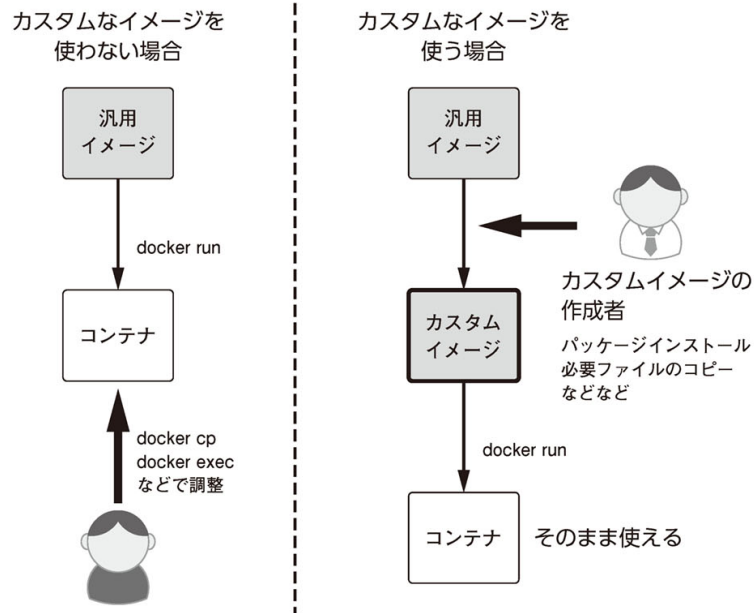 カスタムなイメージを
使わない場合
汎用
イメージ
docker run
コンテナ
docker cp
docker exec
などで調整
カスタムなイメージを
使う場合
汎用
イメージ
カスタムイメージの
作成者
パッケージインストール
必要ファイルのコピー
などなど
カスタム
イメージ
docker run
コンテナ
そのまま使える